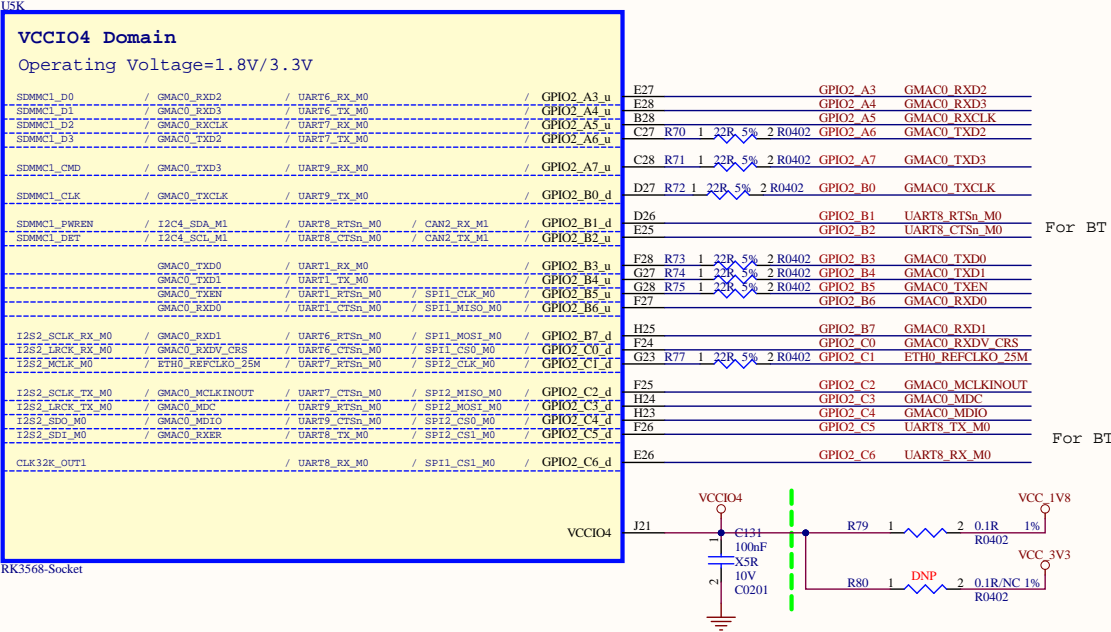 U5K
VCCIO4 Domain
Operating Voltage=1.8V/3.3V
SDMMC1_D0 / GMAC0_RXD2 / UART6_RX_M0 / GPIO2_A3_u E27 GPIO2_A3 GMAC0_RXD2
SDMMC1_D1 / GMAC0_RXD3 / UART6_TX_M0 / GPIO2_A4_u E28 GPIO2_A4 GMAC0_RXD3
SDMMC1_D2 / GMAC0_RXCLK / UART7_RX_M0 / GPIO2_A5_u B28 GPIO2_A5 GMAC0_RXCLK
SDMMC1_D3 / GMAC0_TXD2 / UART7_TX_M0 / GPIO2_A6_u C27 R70 1 22R 5% 2 R0402 GPIO2_A6 GMAC0_TXD2
SDMMC1_CMD / GMAC0_TXD3 / UART9_RX_M0 / GPIO2_A7_u C28 R71 1 22R 5% 2 R0402 GPIO2_A7 GMAC0_TXD3
SDMMC1_CLK / GMAC0_TXCLK / UART9_TX_M0 / GPIO2_B0_d D27 R72 1 22R 5% 2 R0402 GPIO2_B0 GMAC0_TXCLK
SDMMC1_PWREN / I2C4_SDA_M1 / UART8_RTSn_M0 / CAN2_RX_M1 / GPIO2_B1_d D26 GPIO2_B1 UART8_RTSn_M0
SDMMC1_DET / I2C4_SCL_M1 / UART8_CTSn_M0 / CAN2_TX_M1 / GPIO2_B2_u E25 GPIO2_B2 UART8_CTSn_M0 For BT
GMAC0_TXD0 / UART1_RX_M0 / GPIO2_B3_u F28 R73 1 22R 5% 2 R0402 GPIO2_B3 GMAC0_TXD0
GMAC0_TXD1 / UART1_TX_M0 / GPIO2_B4_u G27 R74 1 22R 5% 2 R0402 GPIO2_B4 GMAC0_TXD1
GMAC0_TXEN / UART1_RTSn_M0 / SPI1_CLK_M0 / GPIO2_B5_u G28 R75 1 22R 5% 2 R0402 GPIO2_B5 GMAC0_TXEN
GMAC0_RXD0 / UART1_CTSn_M0 / SPI1_MISO_M0 / GPIO2_B6_u F27 GPIO2_B6 GMAC0_RXD0
I2S2_SCLK_RX_M0 / GMAC0_RXD1 / UART6_RTSn_M0 / SPI1_MOSI_M0 / GPIO2_B7_d H25 GPIO2_B7 GMAC0_RXD1
I2S2_LRCK_RX_M0 / GMAC0_RXDV_CRS / UART6_CTSn_M0 / SPI1_CS0_M0 / GPIO2_C0_d F24 GPIO2_C0 GMAC0_RXDV_CRS
I2S2_MCLK_M0 / ETH0_REFCLKO_25M / UART7_RTSn_M0 / SPI2_CLK_M0 / GPIO2_C1_d G23 R77 1 22R 5% 2 R0402 GPIO2_C1 ETH0_REFCLKO_25M
I2S2_SCLK_TX_M0 / GMAC0_MCLKINOUT / UART7_CTSn_M0 / SPI2_MISO_M0 / GPIO2_C2_d F25 GPIO2_C2 GMAC0_MCLKINOUT
I2S2_LRCK_TX_M0 / GMAC0_MDC / UART9_RTSn_M0 / SPI2_MOSI_M0 / GPIO2_C3_d H24 GPIO2_C3 GMAC0_MDC
I2S2_SDO_M0 / GMAC0_MDIO / UART9_CTSn_M0 / SPI2_CS0_M0 / GPIO2_C4_d H23 GPIO2_C4 GMAC0_MDIO
I2S2_SDI_M0 / GMAC0_RXER / UART8_TX_M0 / SPI2_CS1_M0 / GPIO2_C5_d F26 GPIO2_C5 UART8_TX_M0
For BT
CLK32K_OUT1 / UART8_RX_M0 / SPI1_CS1_M0 / GPIO2_C6_d E26 GPIO2_C6 UART8_RX_M0
VCCIO4 VCC_1V8
VCCIO4 J21 R79 1 2 0.1R 1%
R0402
C131
1
100nF
X5R
10V
C0201
2
VCC_3V3
R80 1 DNP 2 0.1R/NC 1%
R0402
RK3568-Socket